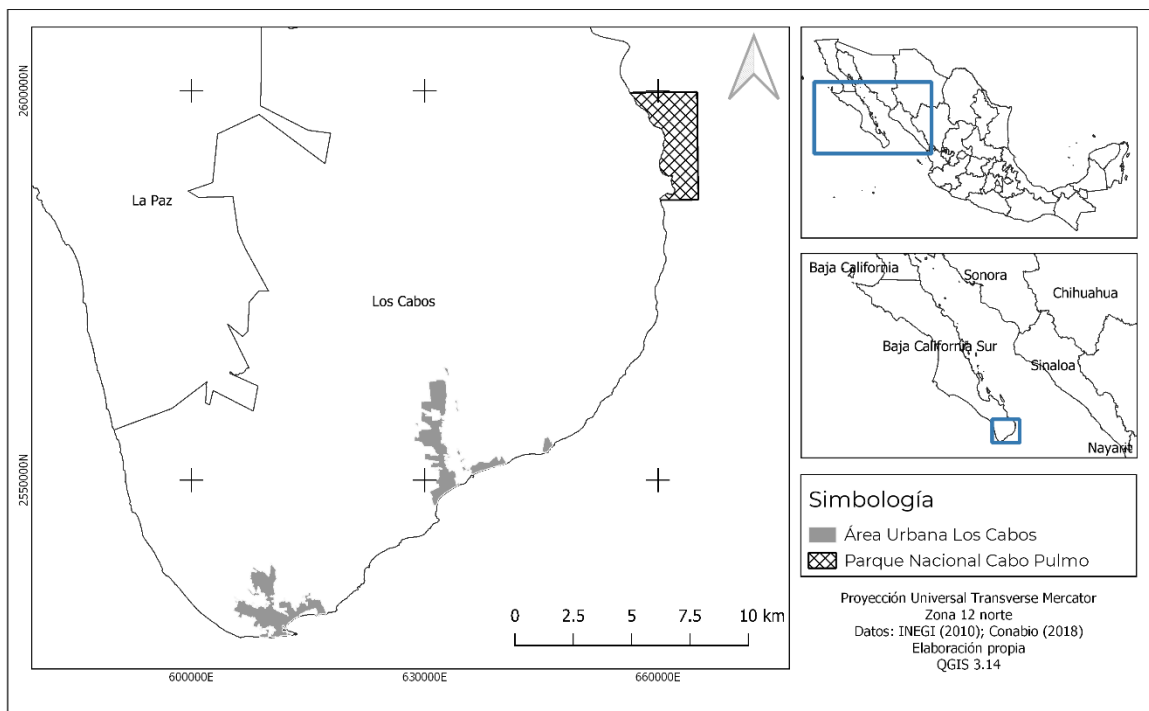 2600000N
2550000N
La Paz
Los Cabos
0 2.5 5 7.5 10 km
600000E 630000E 660000E
Baja California
Sonora
Chihuahua
Baja California Sur
Sinaloa
Nayarit
Simbología
Área Urbana Los Cabos
Parque Nacional Cabo Pulmo
Proyección Universal Transverse Mercator
Zona 12 norte
Datos: INEGI (2010); Conabio (2018)
Elaboración propia
QGIS 3.14